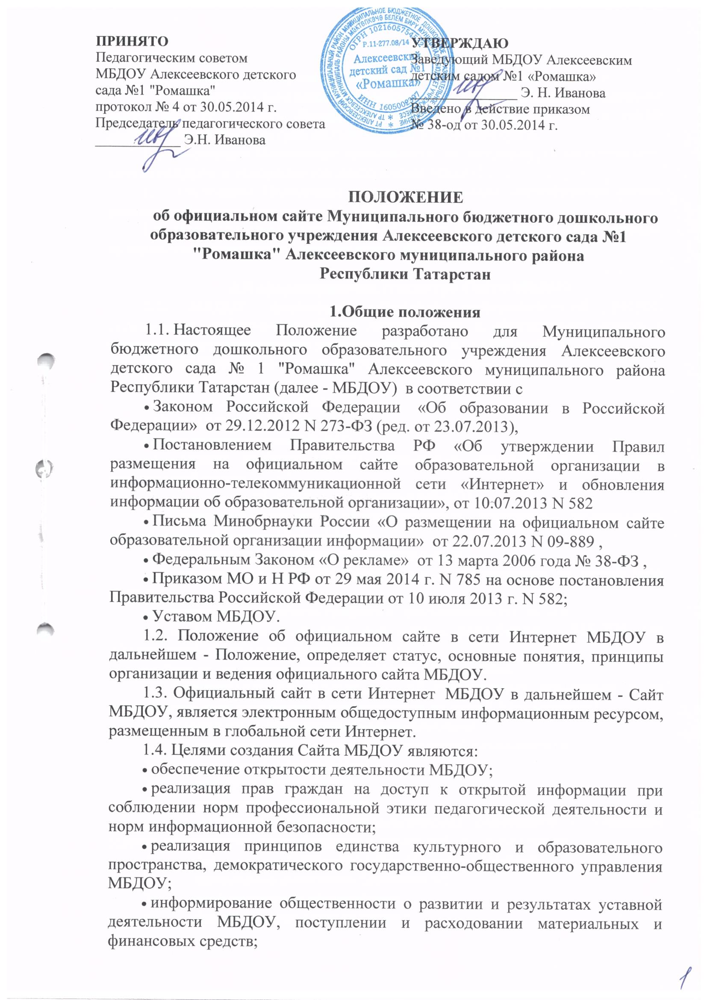 ПРИНЯТО
Педагогическим советом
МБДОУ Алексеевского детского
сада №1 "Ромашка"
протокол № 4 от 30.05.2014 г.
Председатель педагогического совета
____________ Э.Н. Иванова
УТВЕРЖДАЮ
Заведующий МБДОУ Алексеевским
детским садом №1 «Ромашка»
_______________ Э. Н. Иванова
Введено в действие приказом
№ 38-од от 30.05.2014 г.
Р.11-277.08/14
Алексеевский
детский сад №1
«Ромашка»
ИНН 1605002397
ПОЛОЖЕНИЕ
об официальном сайте Муниципального бюджетного дошкольного
образовательного учреждения Алексеевского детского сада №1
"Ромашка" Алексеевского муниципального района
Республики Татарстан
1.Общие положения
1.1. Настоящее Положение разработано для Муниципального
бюджетного дошкольного образовательного учреждения Алексеевского
детского сада № 1 "Ромашка" Алексеевского муниципального района
Республики Татарстан (далее - МБДОУ) в соответствии с
• Законом Российской Федерации «Об образовании в Российской
Федерации» от 29.12.2012 N 273-ФЗ (ред. от 23.07.2013),
• Постановлением Правительства РФ «Об утверждении Правил
размещения на официальном сайте образовательной организации в
информационно-телекоммуникационной сети «Интернет» и обновления
информации об образовательной организации», от 10.07.2013 N 582
• Письма Минобрнауки России «О размещении на официальном сайте
образовательной организации информации» от 22.07.2013 N 09-889 ,
• Федеральным Законом «О рекламе» от 13 марта 2006 года № 38-ФЗ ,
• Приказом МО и Н РФ от 29 мая 2014 г. N 785 на основе постановления
Правительства Российской Федерации от 10 июля 2013 г. N 582;
• Уставом МБДОУ.
1.2. Положение об официальном сайте в сети Интернет МБДОУ в
дальнейшем - Положение, определяет статус, основные понятия, принципы
организации и ведения официального сайта МБДОУ.
1.3. Официальный сайт в сети Интернет МБДОУ в дальнейшем - Сайт
МБДОУ, является электронным общедоступным информационным ресурсом,
размещенным в глобальной сети Интернет.
1.4. Целями создания Сайта МБДОУ являются:
• обеспечение открытости деятельности МБДОУ;
• реализация прав граждан на доступ к открытой информации при
соблюдении норм профессиональной этики педагогической деятельности и
норм информационной безопасности;
• реализация принципов единства культурного и образовательного
пространства, демократического государственно-общественного управления
МБДОУ;
• информирование общественности о развитии и результатах уставной
деятельности МБДОУ, поступлении и расходовании материальных и
финансовых средств;
1